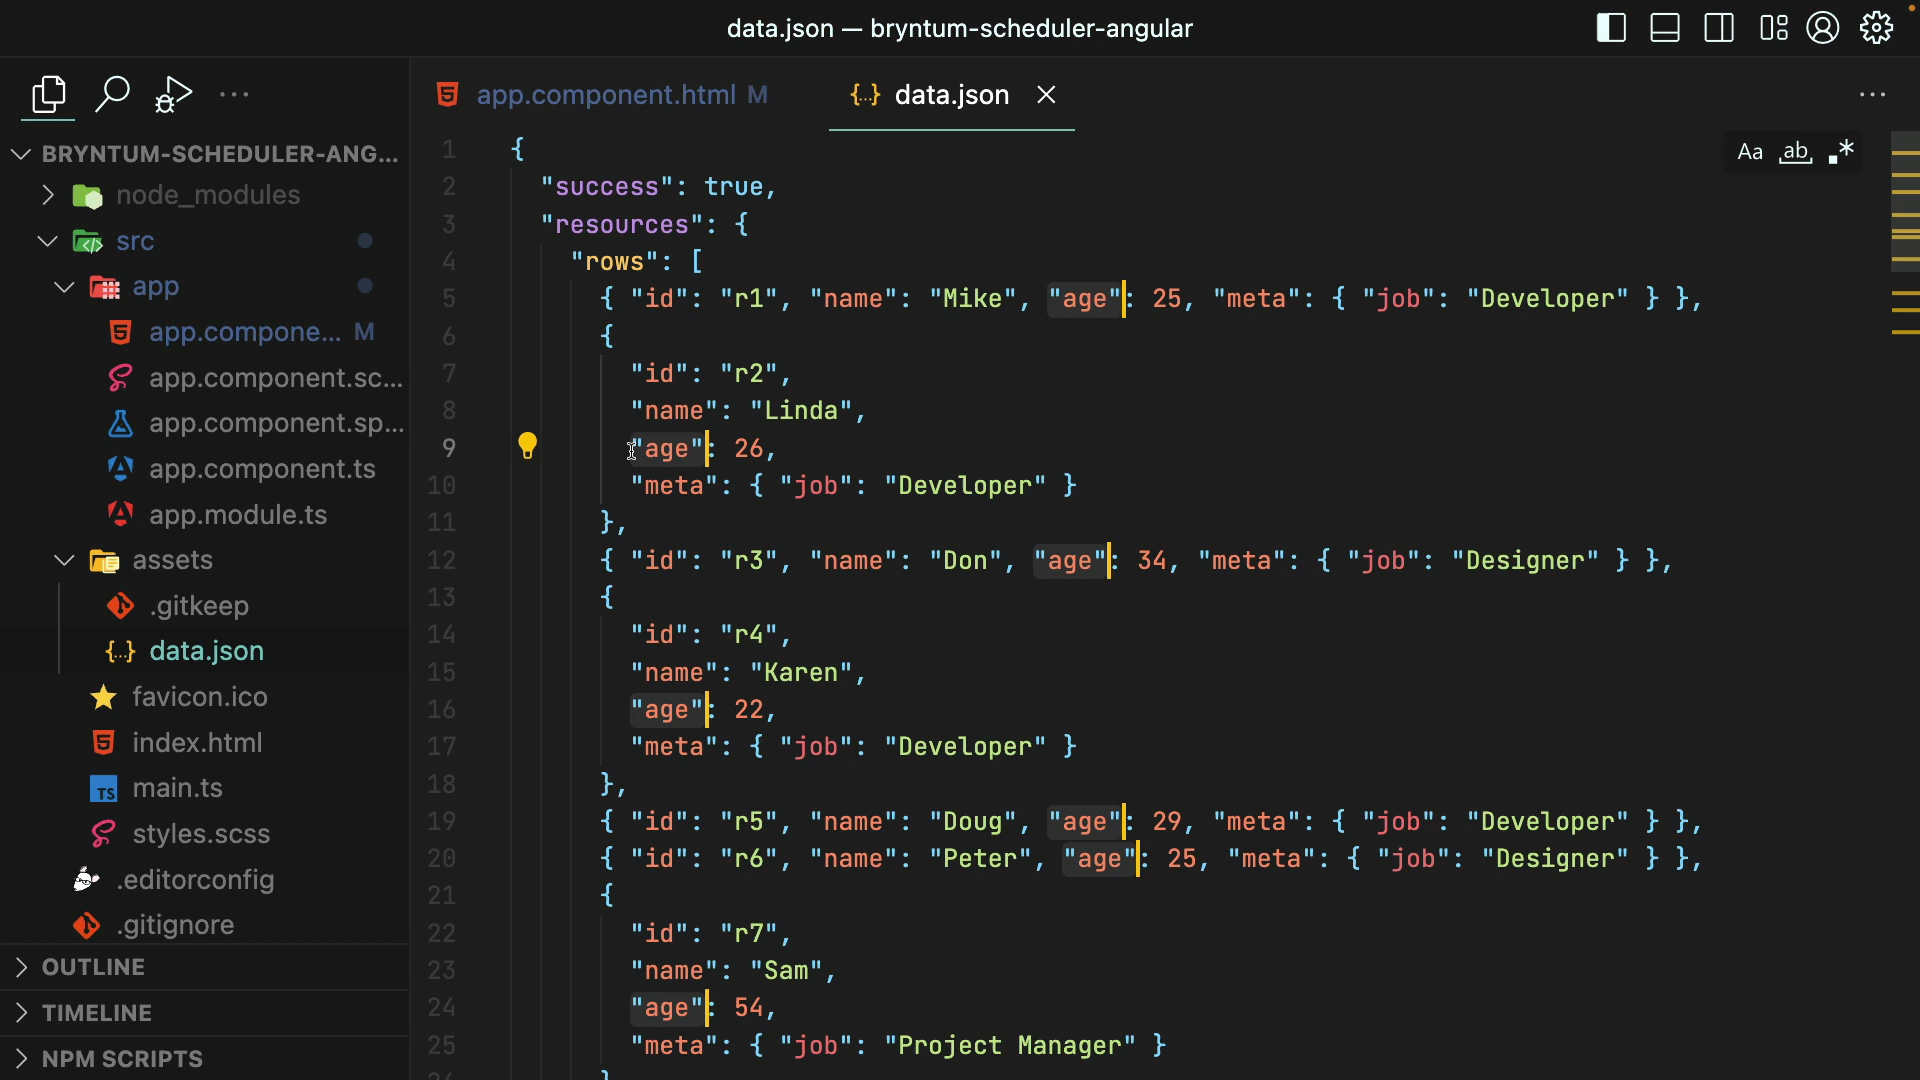 data.json — bryntum-scheduler-angular
app.component.html M
{..} data.json
Aa ab .*
BRYNTUM-SCHEDULER-ANG...
node_modules
src
app
app.compone... M
app.component.sc...
app.component.sp...
app.component.ts
app.module.ts
assets
.gitkeep
{..} data.json
favicon.ico
index.html
TS main.ts
styles.scss
.editorconfig
.gitignore
OUTLINE
TIMELINE
NPM SCRIPTS
1 {
2 "success": true,
3 "resources": {
4 "rows": [
5 { "id": "r1", "name": "Mike", "age": 25, "meta": { "job": "Developer" } },
6 {
7 "id": "r2",
8 "name": "Linda",
9 "age": 26,
10 "meta": { "job": "Developer" }
11 },
12 { "id": "r3", "name": "Don", "age": 34, "meta": { "job": "Designer" } },
13 {
14 "id": "r4",
15 "name": "Karen",
16 "age": 22,
17 "meta": { "job": "Developer" }
18 },
19 { "id": "r5", "name": "Doug", "age": 29, "meta": { "job": "Developer" } },
20 { "id": "r6", "name": "Peter", "age": 25, "meta": { "job": "Designer" } },
21 {
22 "id": "r7",
23 "name": "Sam",
24 "age": 54,
25 "meta": { "job": "Project Manager" }